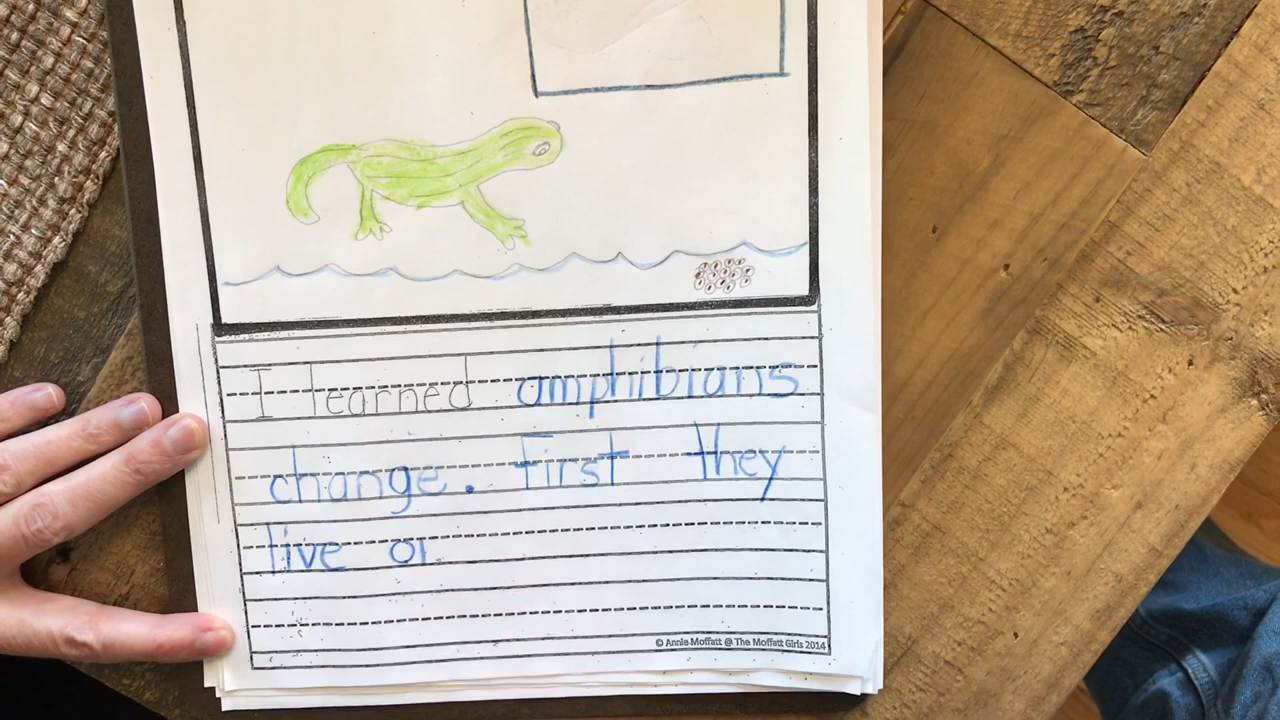 I learned amphibians
change. First they
live or
© Annie Moffatt @ The Moffatt Girls 2014